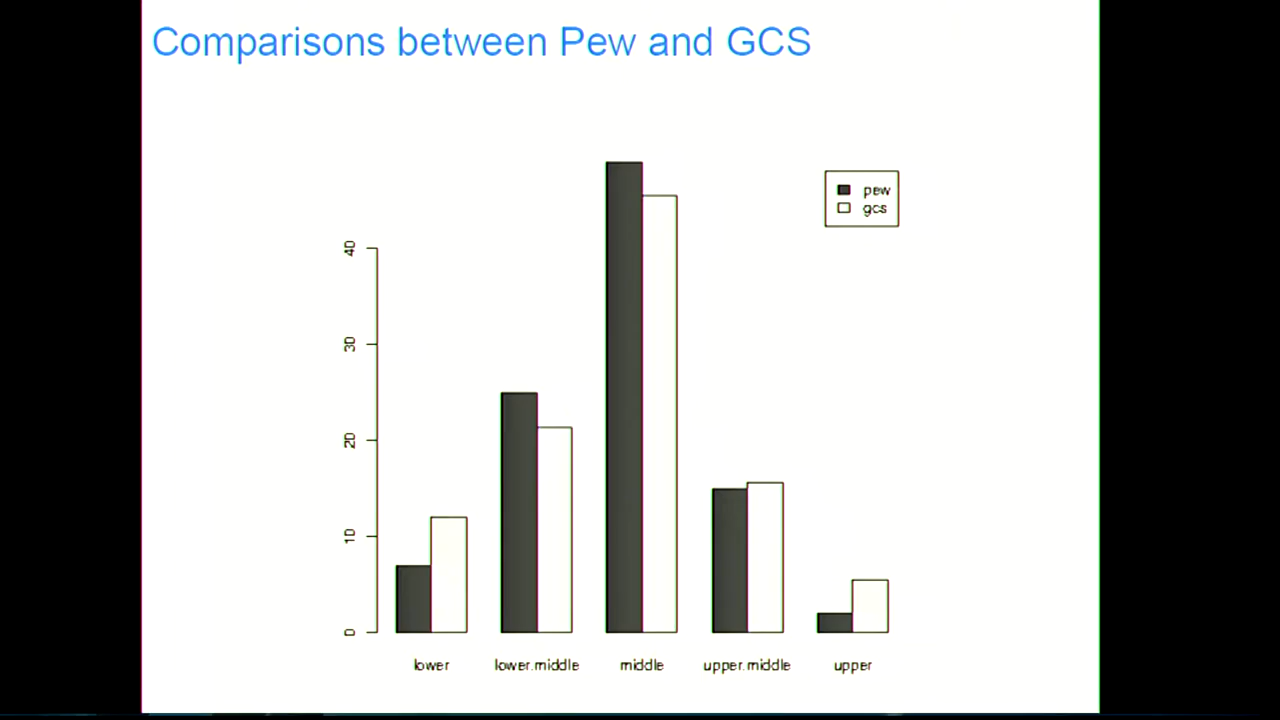 Comparisons between Pew and GCS
pew
gcs
40
30
20
10
0
lower lower.middle middle upper.middle upper